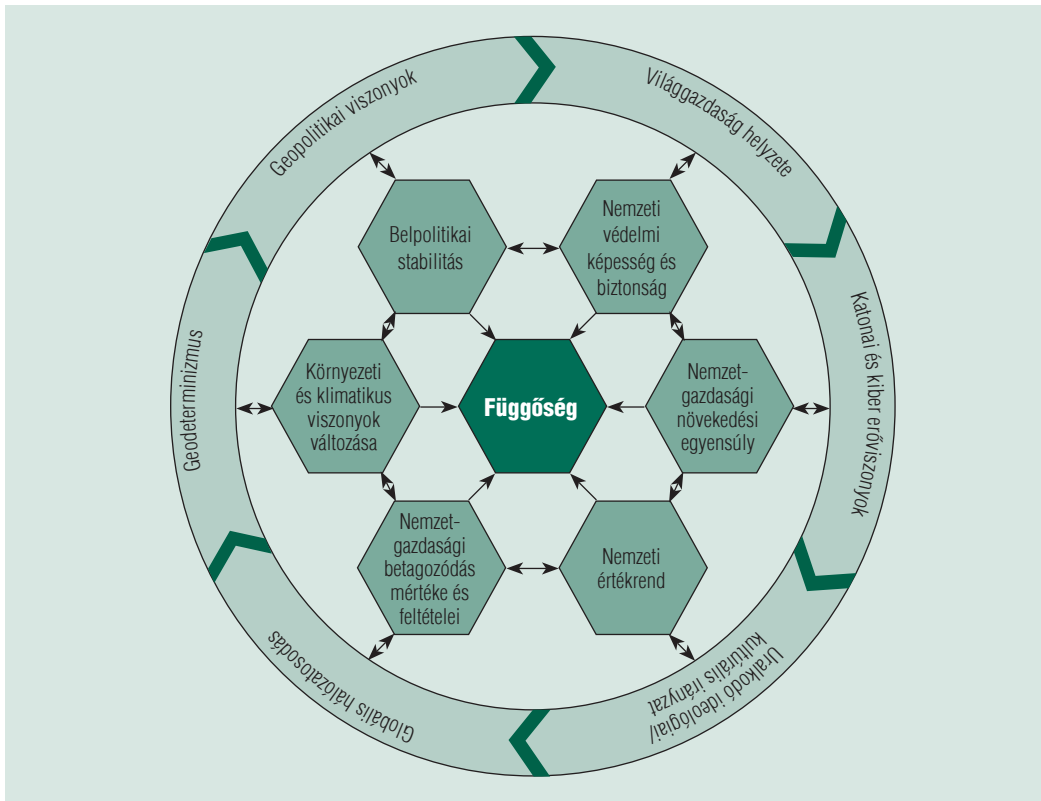 Geopolitikai viszonyok
Világgazdaság helyzete
Katonai és kiber erőviszonyok
Uralkodó ideológiai/
kulturális irányzat
Globális hálózatosodás
Geodeterminizmus
Belpolitikai
stabilitás
Nemzeti
védelmi
képesség és
biztonság
Környezeti
és klimatikus
viszonyok
változása
Függőség
Nemzet-
gazdasági
növekedési
egyensúly
Nemzet-
gazdasági
betagozódás
mértéke és
feltételei
Nemzeti
értékrend